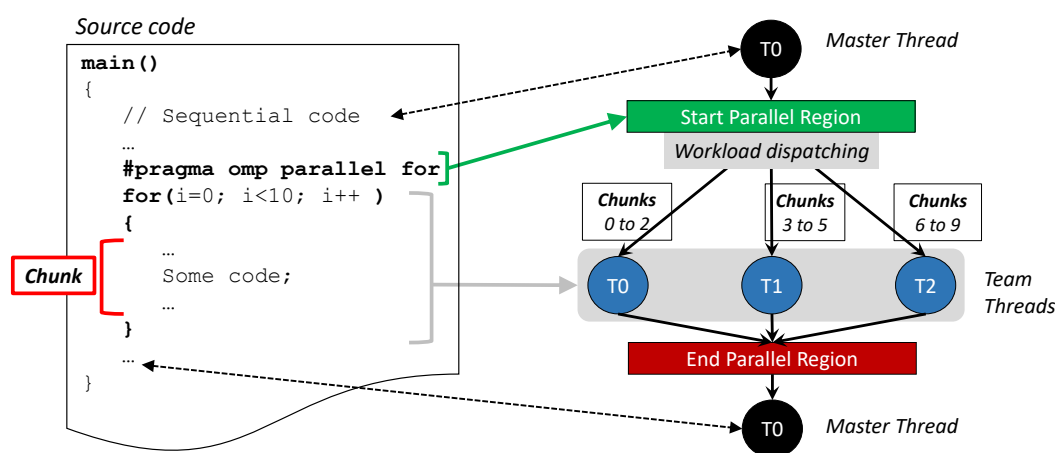 Source code
main()
{
// Sequential code
…
#pragma omp parallel for
for(i=0; i<10; i++ )
{
…
Some code;
…
}
…
}
Chunk
T0
Master Thread
Start Parallel Region
Workload dispatching
Chunks
0 to 2
Chunks
3 to 5
Chunks
6 to 9
T0
T1
T2
Team
Threads
End Parallel Region
T0
Master Thread